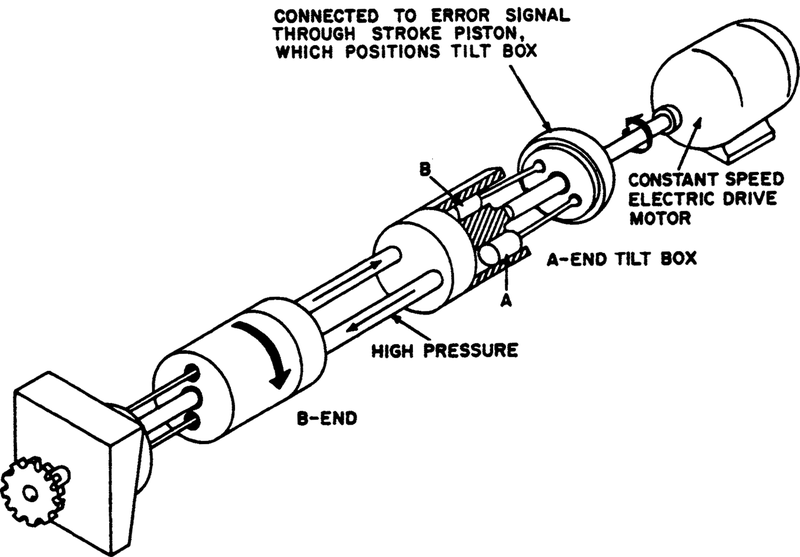 CONNECTED TO ERROR SIGNAL
THROUGH STROKE PISTON,
WHICH POSITIONS TILT BOX
B
CONSTANT SPEED
ELECTRIC DRIVE
MOTOR
A-END TILT BOX
A
HIGH PRESSURE
B-END